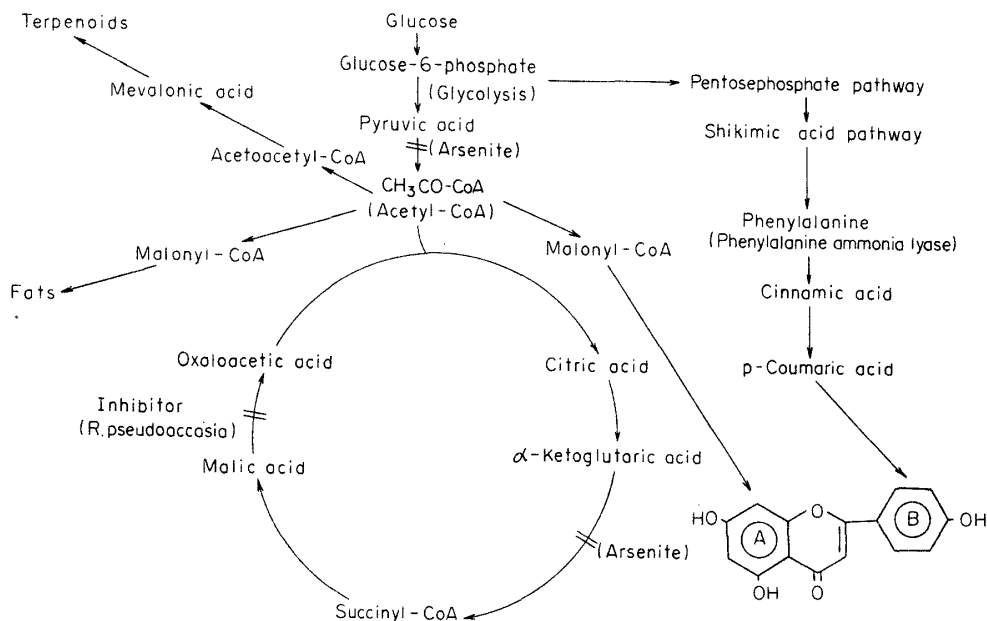 Terpenoids
Glucose
Glucose-6-phosphate
(Glycolysis)
Pentosephosphate pathway
Mevalonic acid
Pyruvic acid
(Arsenite)
Shikimic acid pathway
Acetoacetyl-CoA
CH3CO-CoA
(Acetyl-CoA)
Phenylalanine
(Phenylalanine ammonia lyase)
Malonyl-CoA
Malonyl-CoA
Fats
Cinnamic acid
Oxaloacetic acid
Citric acid
p-Coumaric acid
Inhibitor
(R. pseudoaccasia)
Malic acid
α-Ketoglutaric acid
HO
O
A
B
OH
OH
O
(Arsenite)
Succinyl-CoA